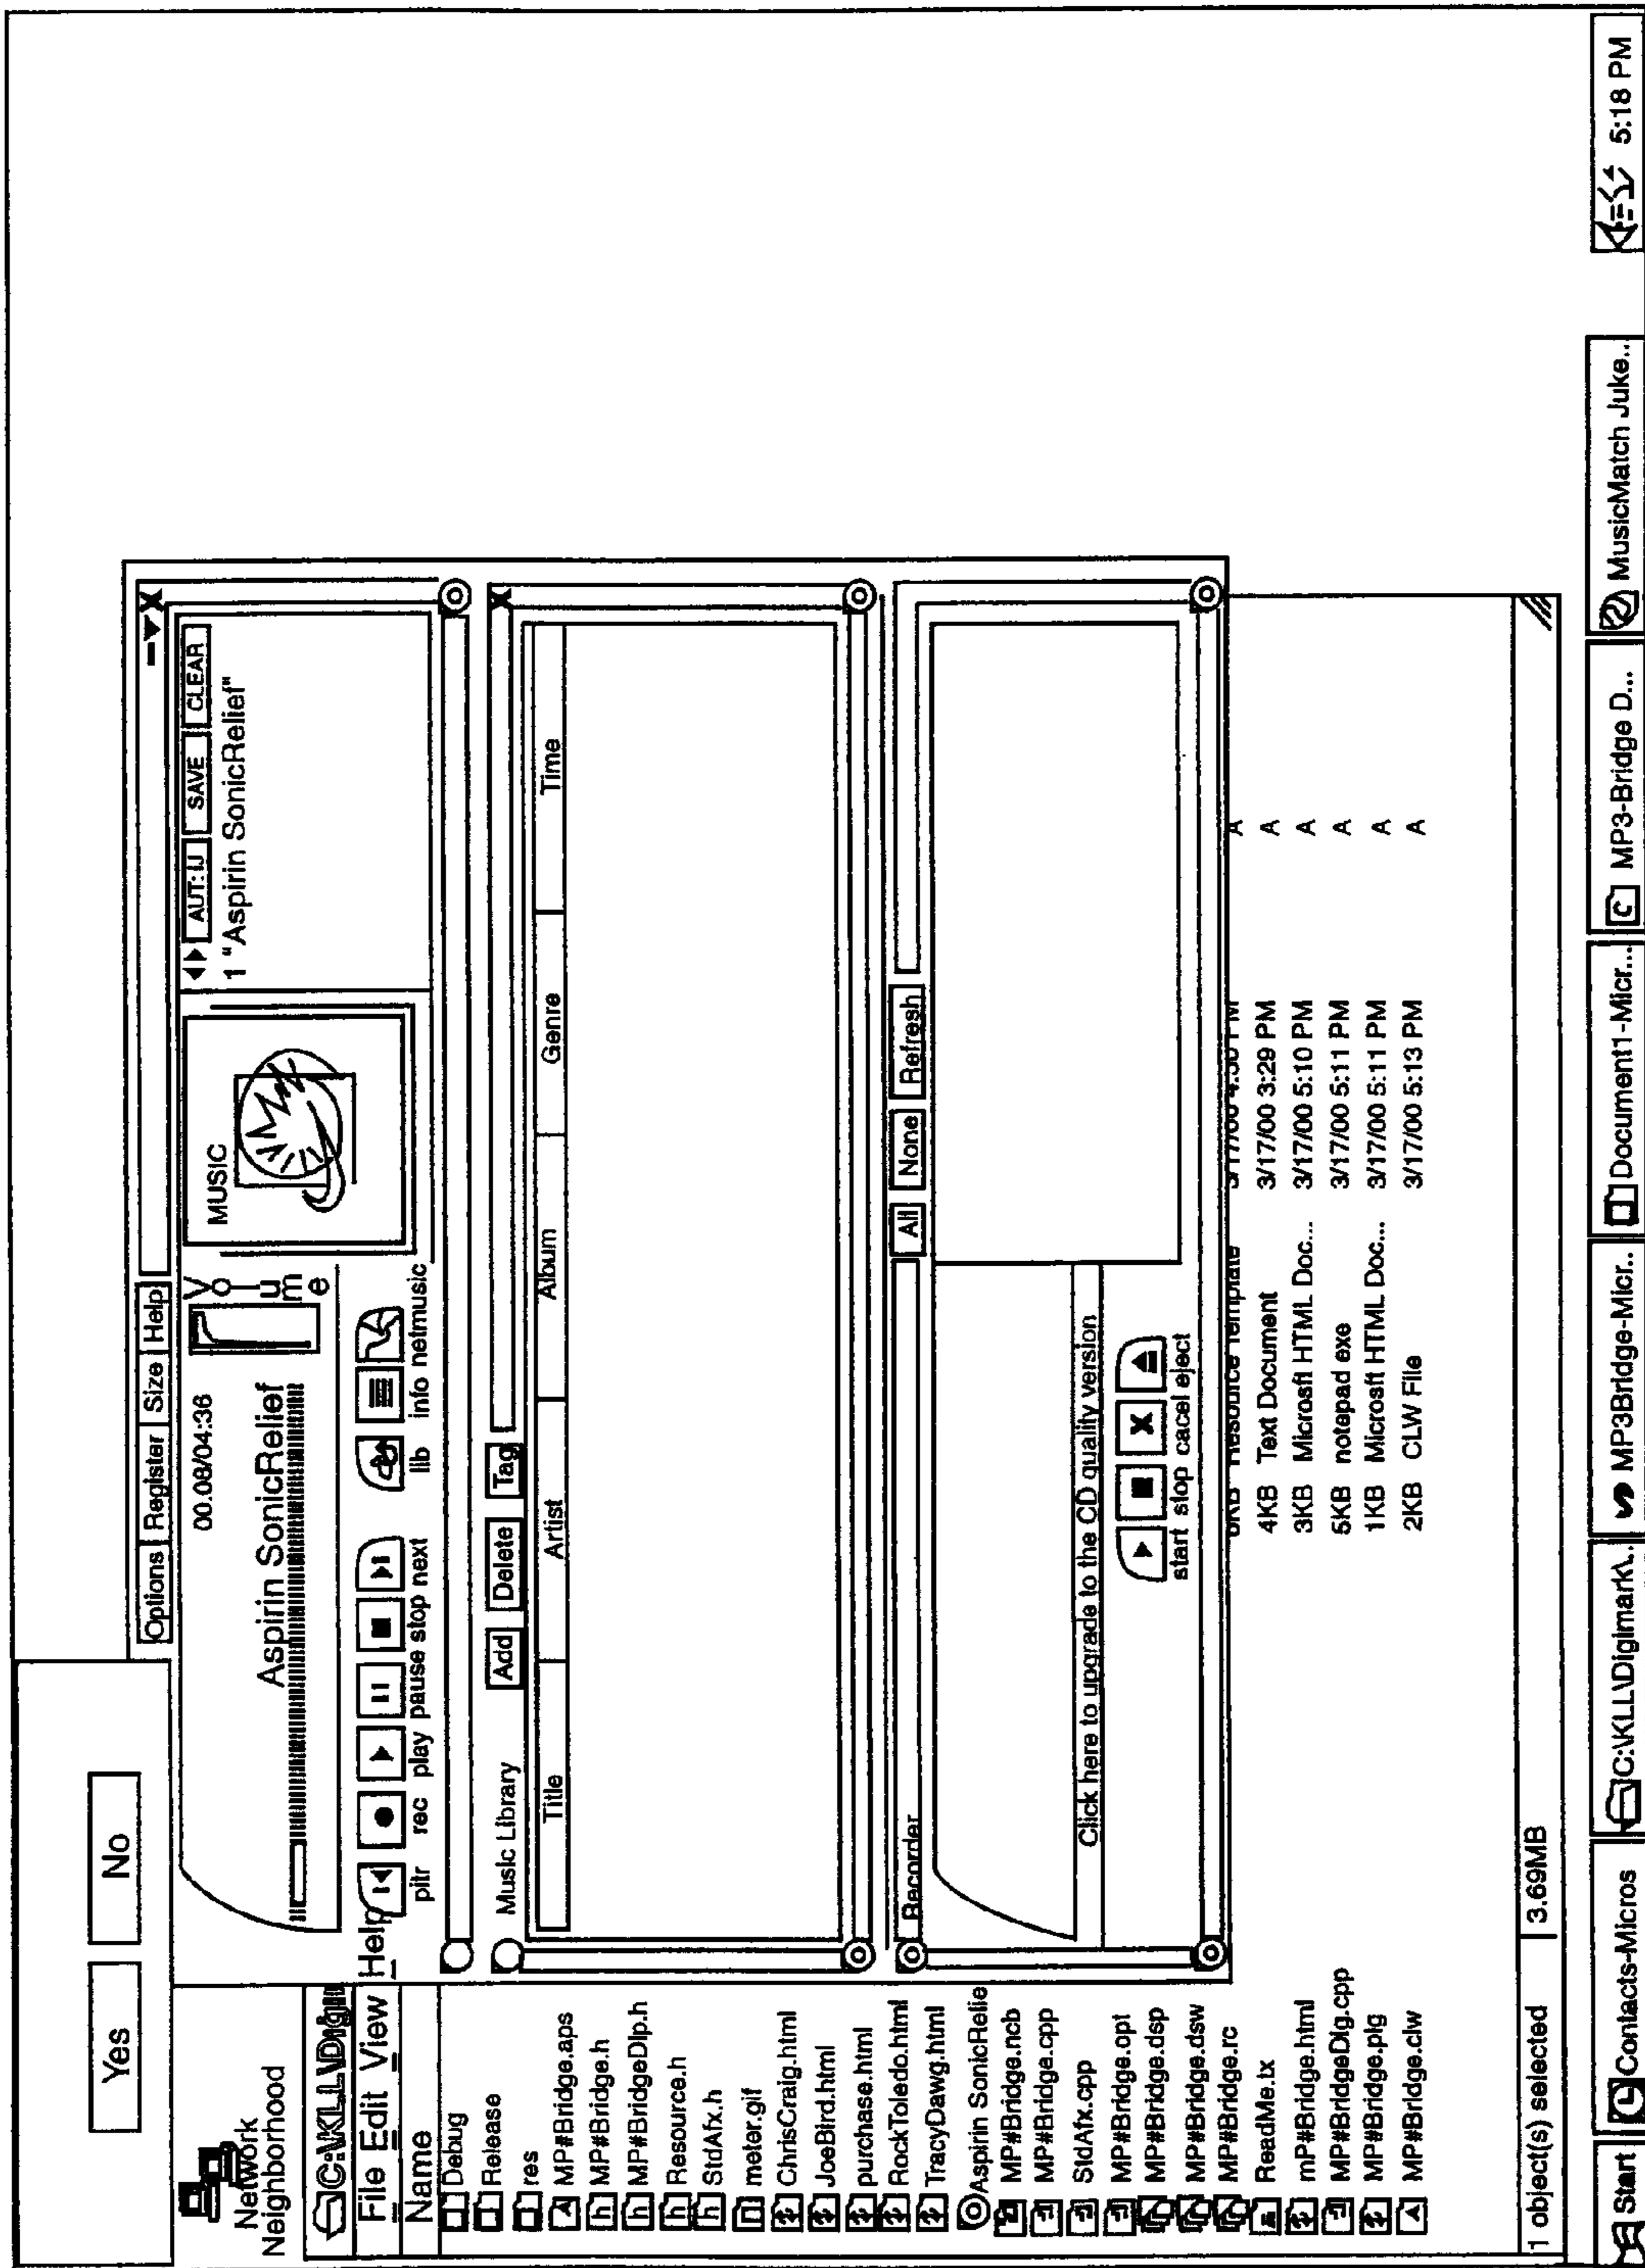 Yes No
Network
Neighborhood
Options Register Size Help
00.08/04:36
Aspirin SonicRelief
Volume
MUSIC
AUT: SAVE CLEAR
1 "Aspirin SonicRelief"
C:\KLL\Digi
File Edit View Help
pitr rec play pause stop next lib info netmusic
Name
Music Library Add Delete Tag
Title Artist Album Genre Time
Recorder All None Refresh
Click here to upgrade to the CD quality version
start stop cacel eject
Debug
Release
res
MP#Bridge.aps
MP#Bridge.h
MP#BridgeDlp.h
Resource.h
StdAfx.h
meter.gif
ChrisCraig.html
JoeBird.html
purchase.html
RockToledo.html
TracyDawg.html
Aspirin SonicRelie
MP#Bridge.ncb
MP#Bridge.cpp
StdAfx.cpp
MP#Bridge.opt
MP#Bridge.dsp
MP#Bridge.dsw
MP#Bridge.rc Resource Template A
ReadMe.tx 4KB Text Document 3/17/00 3:29 PM A
mP#Bridge.html 3KB Microsft HTML Doc... 3/17/00 5:10 PM A
MP#BridgeDlg.cpp 5KB notepad exe 3/17/00 5:11 PM A
MP#Bridge.plg 1KB Microsft HTML Doc... 3/17/00 5:11 PM A
MP#Bridge.clw 2KB CLW File 3/17/00 5:13 PM A
1 object(s) selected 3.69MB
Start Contacts-Micros C:\KLL\Digimark\.. MP3Bridge-Micr.. Document1-Micr... MP3-Bridge D... MusicMatch Juke.. 5:18 PM